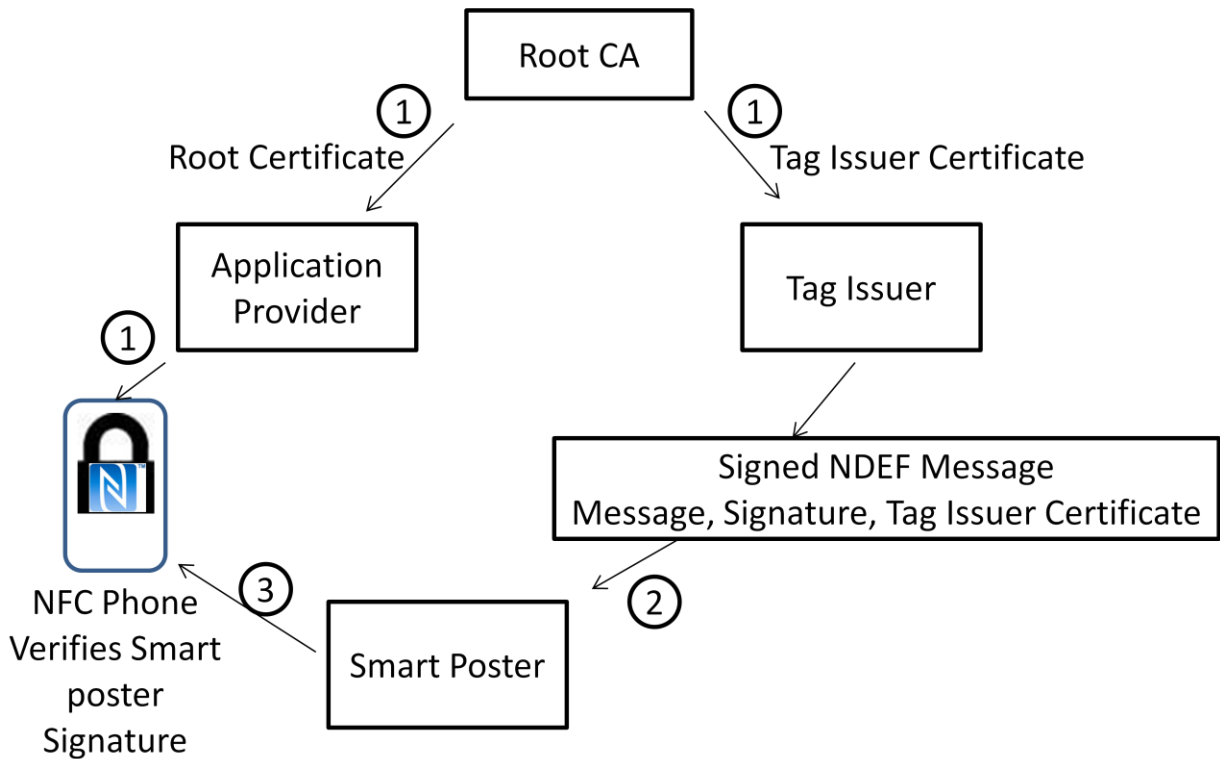 Root CA
1
1
Root Certificate
Tag Issuer Certificate
Application
Provider
Tag Issuer
1
TM
Signed NDEF Message
Message, Signature, Tag Issuer Certificate
NFC Phone
Verifies Smart
poster
Signature
3
2
Smart Poster